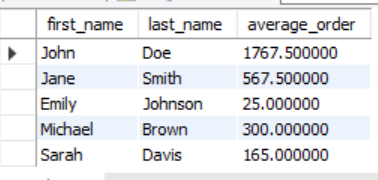 first_name last_name average_order
John Doe 1767.500000
Jane Smith 567.500000
Emily Johnson 25.000000
Michael Brown 300.000000
Sarah Davis 165.000000